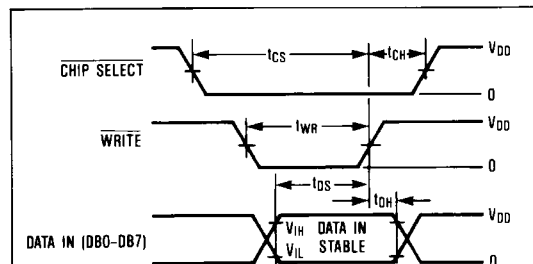 tCS
tCH
VDD
CHIP SELECT
0
tWR
VDD
WRITE
0
tDS
tDH
VDD
VIH DATA IN
DATA IN (DB0-DB7)
VIL STABLE
0